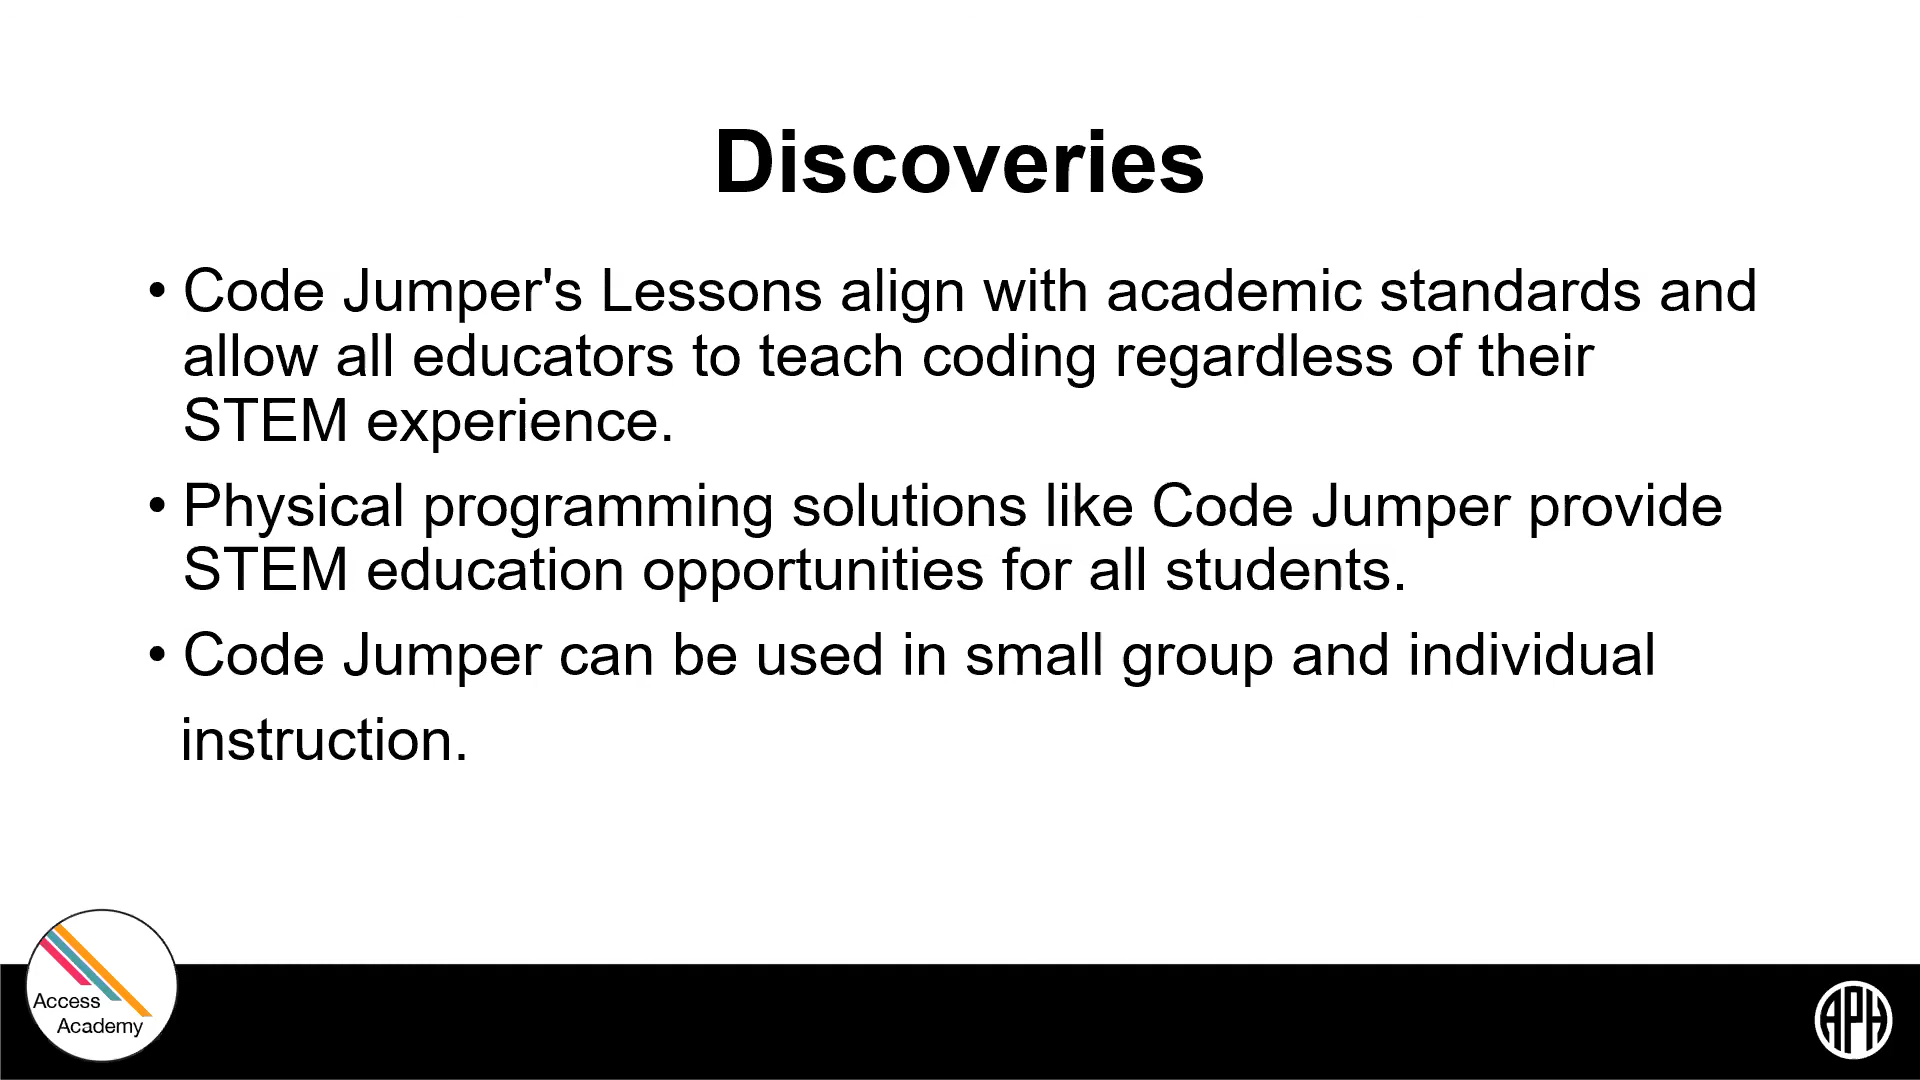 Discoveries
• Code Jumper's Lessons align with academic standards and
allow all educators to teach coding regardless of their
STEM experience.
• Physical programming solutions like Code Jumper provide
STEM education opportunities for all students.
• Code Jumper can be used in small group and individual
instruction.
Access
Academy
APH